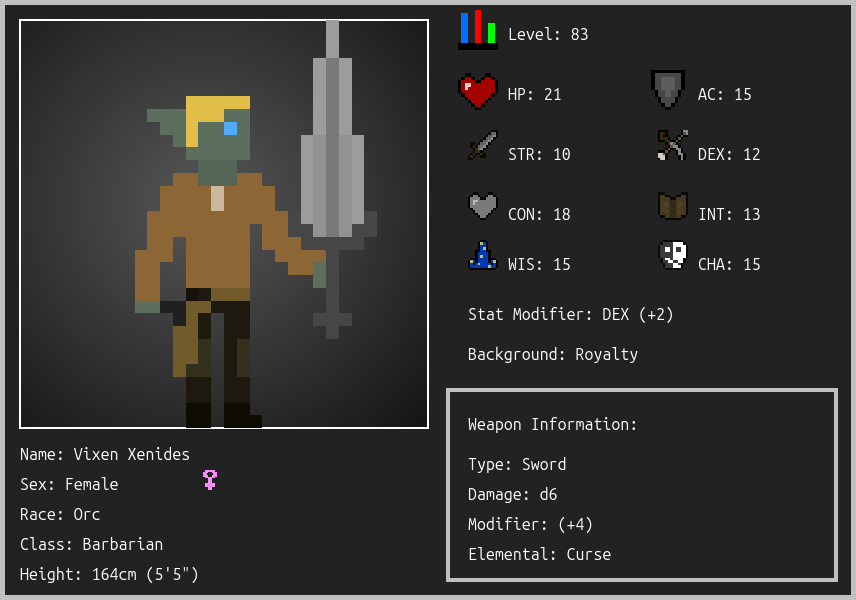 Level: 83
HP: 21
AC: 15
STR: 10
DEX: 12
CON: 18
INT: 13
WIS: 15
CHA: 15
Stat Modifier: DEX (+2)
Background: Royalty
Weapon Information:
Type: Sword
Damage: d6
Modifier: (+4)
Elemental: Curse
Name: Vixen Xenides
Sex: Female
Race: Orc
Class: Barbarian
Height: 164cm (5'5")